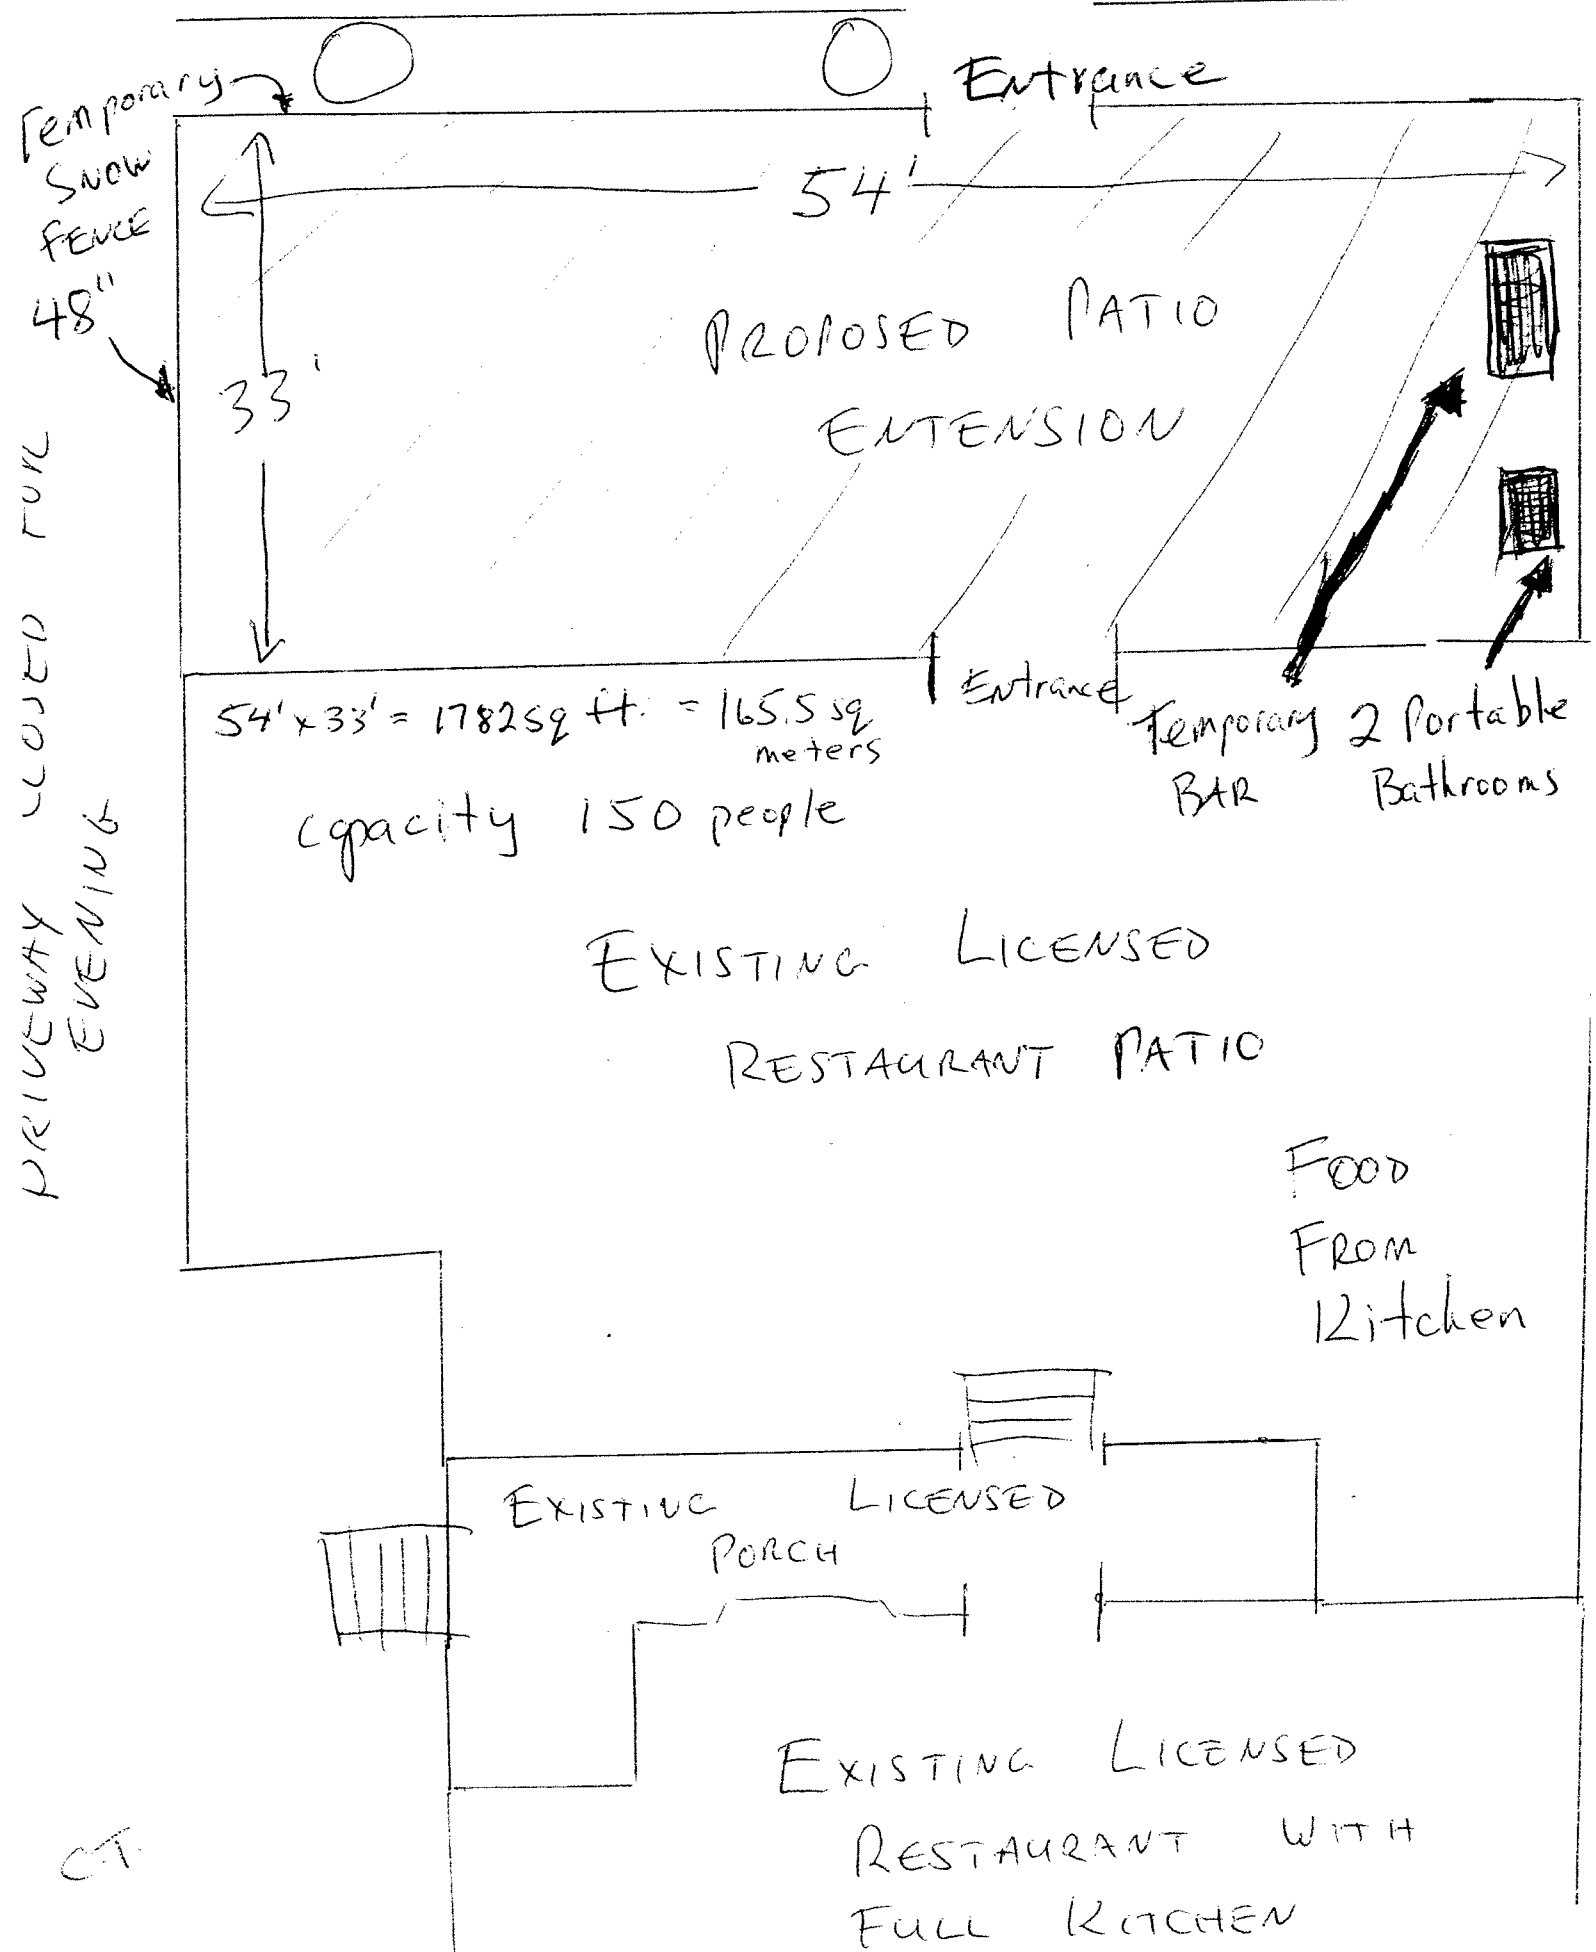 Entrance
Temporary
SNOW
FENCE
48"
54'
33'
PROPOSED PATIO
EXTENSION
Entrance
54' x 33' = 1782 sq ft. = 165.5 sq
meters
capacity 150 people
Temporary
BAR
2 Portable
Bathrooms
DRIVEWAY CLOSED FOR
EVENING
EXISTING LICENSED
RESTAURANT PATIO
FOOD
FROM
Kitchen
EXISTING LICENSED
PORCH
EXISTING LICENSED
RESTAURANT WITH
FULL KITCHEN
C.T.